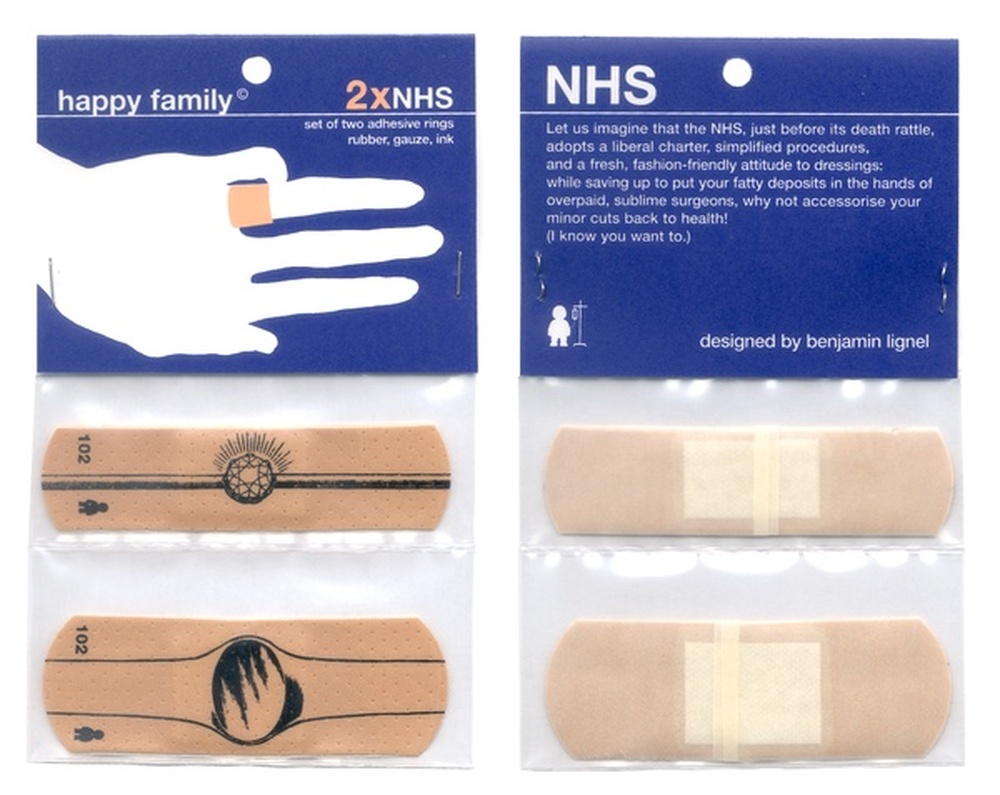 happy family©
2xNHS
set of two adhesive rings
rubber, gauze, ink
102
102
NHS
Let us imagine that the NHS, just before its death rattle,
adopts a liberal charter, simplified procedures,
and a fresh, fashion-friendly attitude to dressings:
while saving up to put your fatty deposits in the hands of
overpaid, sublime surgeons, why not accessorise your
minor cuts back to health!
(I know you want to.)
designed by benjamin lignel